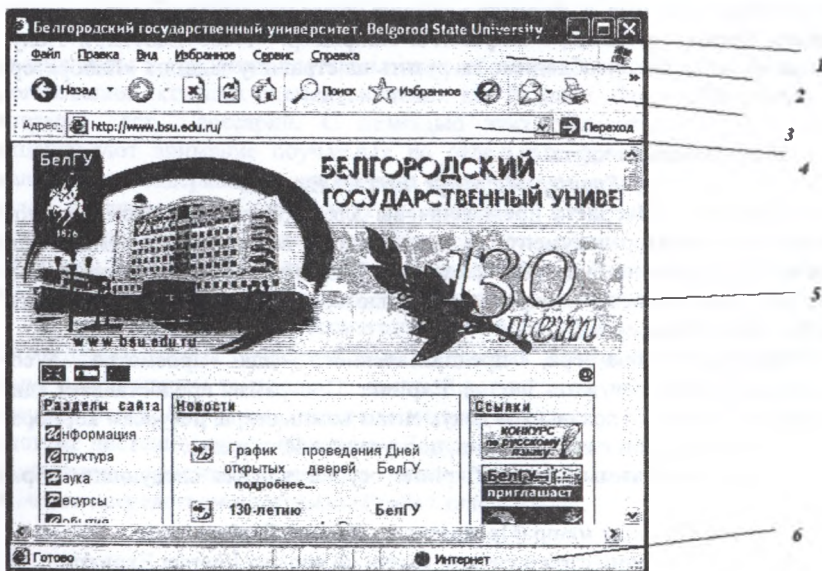 Белгородский государственный университет. Belgorod State University.
Файл Правка Вид Избранное Сервис Справка
1
Назад Поиск Избранное
2
3
Адрес: http://www.bsu.edu.ru/ Переход
4
БелГУ
1876
БЕЛГОРОДСКИЙ
ГОСУДАРСТВЕННЫЙ УНИВЕ
130
лет
5
www.bsu.edu.ru
Разделы сайта Новости Ссылки
Информация
Структура
Наука
Ресурсы
События
График проведения Дней
открытых дверей БелГУ
подробнее...
130-летию БелГУ
КОНКУРС
по русскому
языку
БелГУ
приглашает
Готово Интернет
6